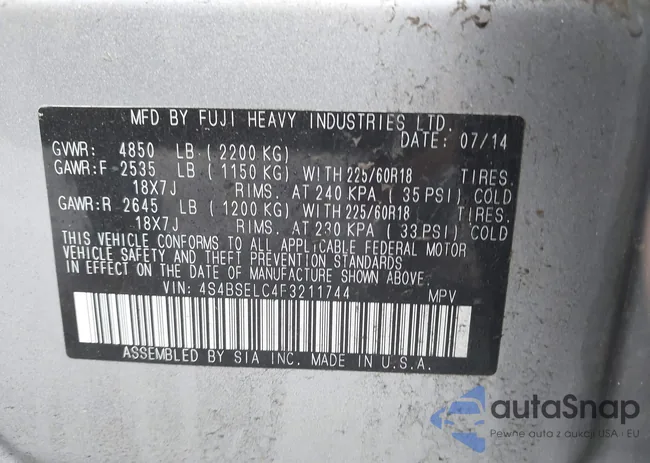 MFD BY FUJI HEAVY INDUSTRIES LTD.
DATE: 07/14
GVWR: 4850 LB (2200 KG)
GAWR:F 2535 LB (1150 KG) WITH 225/60R18 TIRES.
18X7J RIMS. AT 240 KPA (35 PSI) COLD
GAWR:R 2645 LB (1200 KG) WITH 225/60R18 TIRES.
18X7J RIMS. AT 230 KPA (33 PSI) COLD
THIS VEHICLE CONFORMS TO ALL APPLICABLE FEDERAL MOTOR
VEHICLE SAFETY AND THEFT PREVENTION STANDARDS
IN EFFECT ON THE DATE OF MANUFACTURE SHOWN ABOVE.
VIN: 4S4BSELC4F3211744 MPV
ASSEMBLED BY SIA INC. MADE IN U.S.A.
autaSnap
Pewne auta z aukcji USA i EU